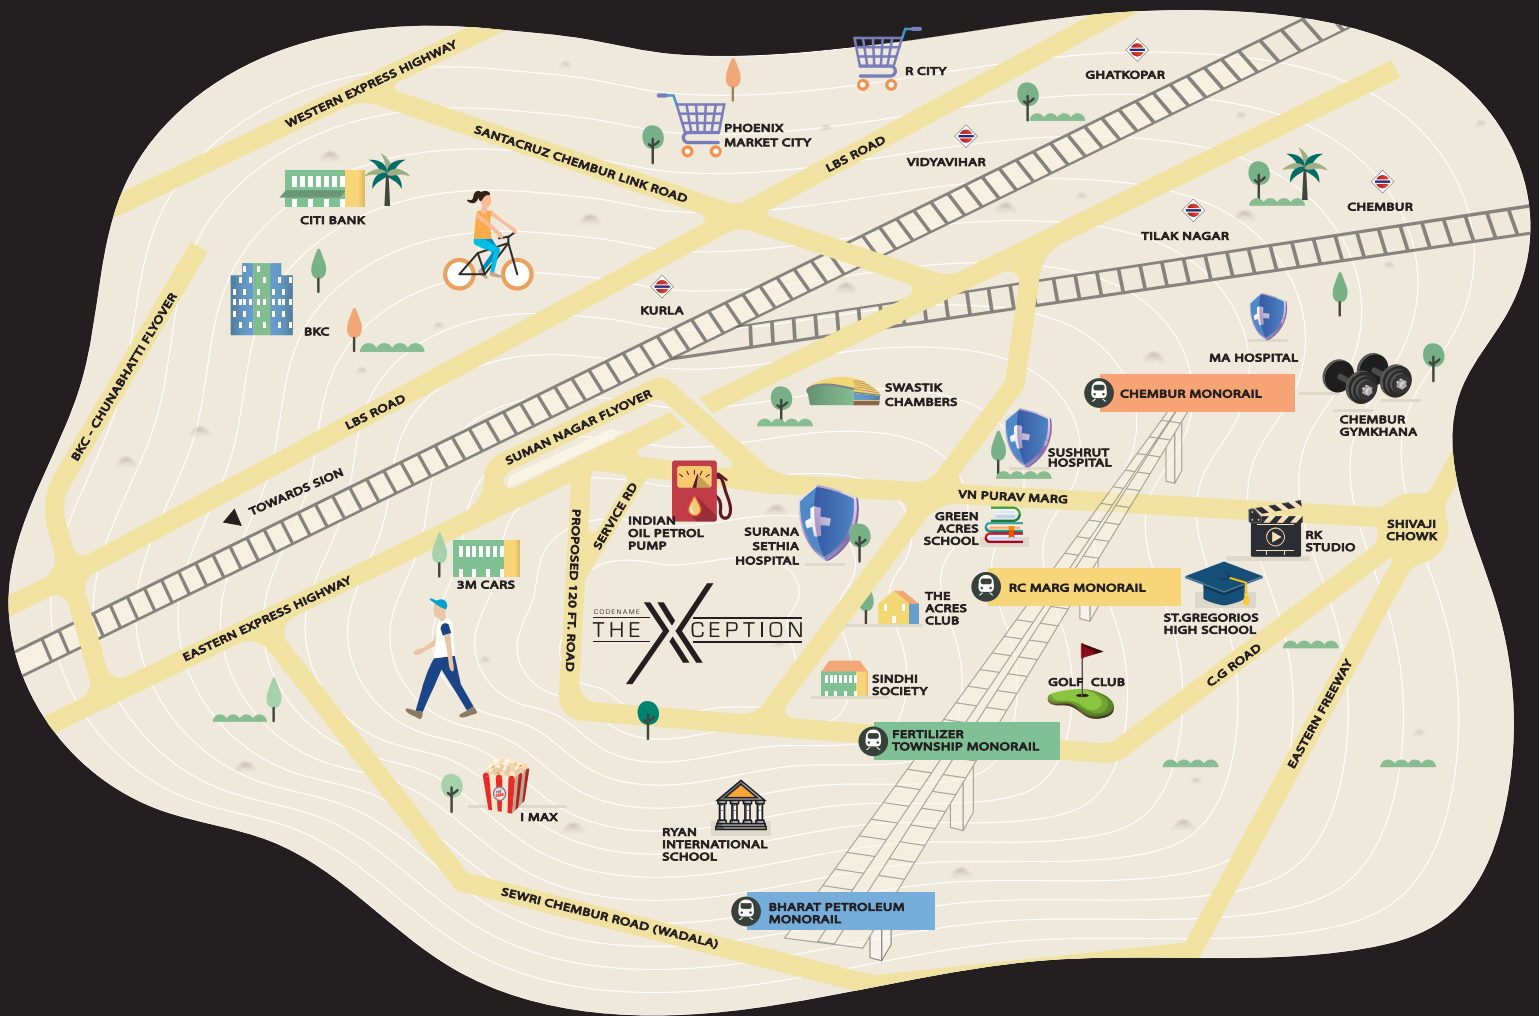 WESTERN EXPRESS HIGHWAY
R CITY
GHATKOPAR
PHOENIX
MARKET CITY
SANTACRUZ CHEMBUR LINK ROAD
LBS ROAD
VIDYAVIHAR
CITI BANK
CHEMBUR
TILAK NAGAR
KURLA
BKC
BKC - CHUNABHATTI FLYOVER
MA HOSPITAL
LBS ROAD
SUMAN NAGAR FLYOVER
SWASTIK
CHAMBERS
CHEMBUR MONORAIL
CHEMBUR
GYMKHANA
SUSHRUT
HOSPITAL
TOWARDS SION
VN PURAV MARG
PROPOSED 120 FT. ROAD
SERVICE RD
INDIAN
OIL PETROL
PUMP
SURANA
SETHIA
HOSPITAL
GREEN
ACRES
SCHOOL
RK
STUDIO
SHIVAJI
CHOWK
3M CARS
EASTERN EXPRESS HIGHWAY
CODENAME
THE XCEPTION
THE
ACRES
CLUB
RC MARG MONORAIL
ST.GREGORIOS
HIGH SCHOOL
SINDHI
SOCIETY
GOLF CLUB
C.G ROAD
EASTERN FREEWAY
FERTILIZER
TOWNSHIP MONORAIL
I MAX
RYAN
INTERNATIONAL
SCHOOL
SEWRI CHEMBUR ROAD (WADALA)
BHARAT PETROLEUM
MONORAIL